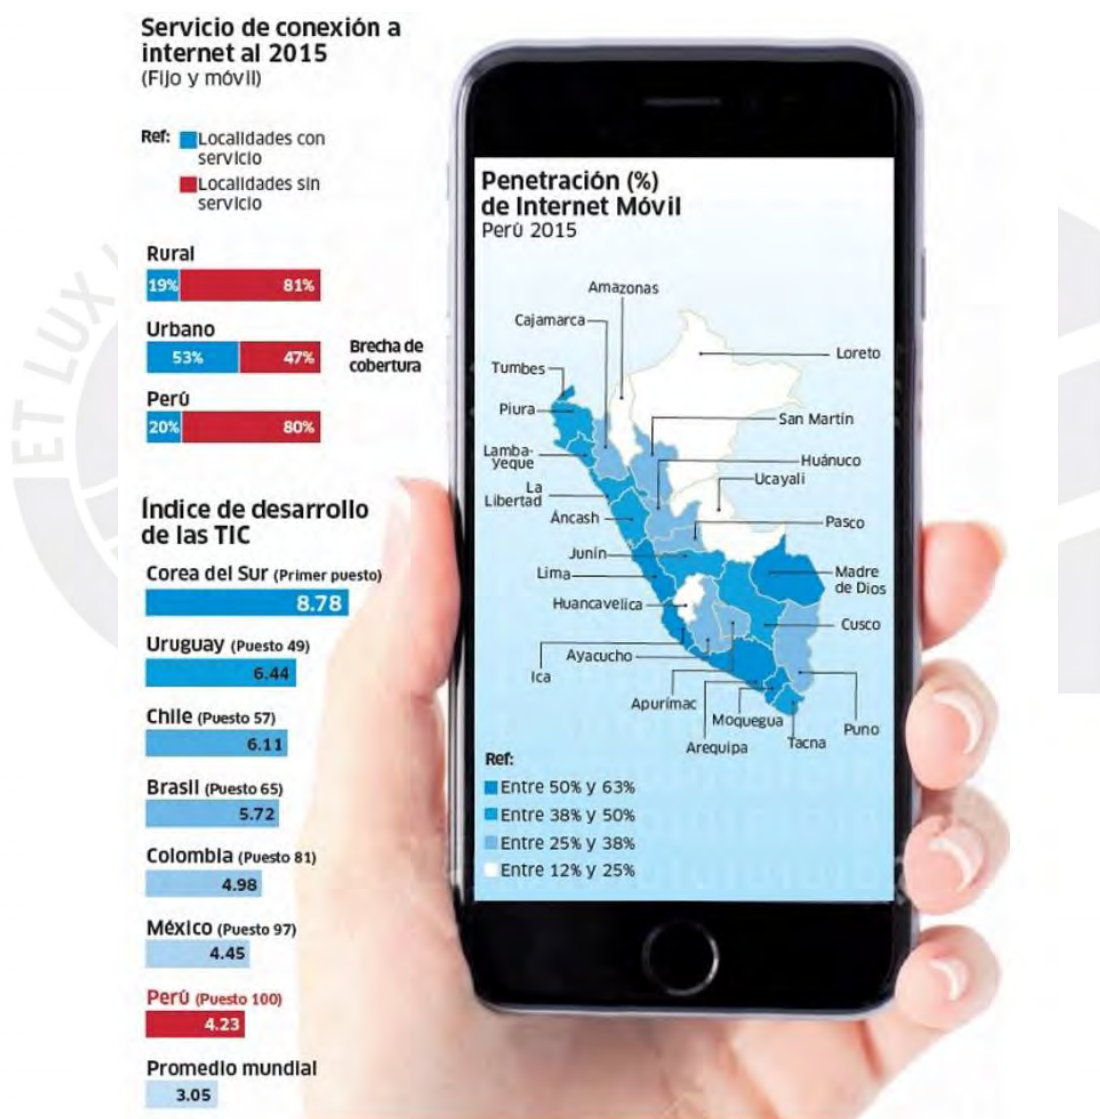 Servicio de conexión a
internet al 2015
(Fijo y móvil)
Ref:
Localidades con
servicio
Localidades sin
servicio
Rural
19%
81%
Urbano
53%
47%
Brecha de
cobertura
Perú
20%
80%
Índice de desarrollo
de las TIC
Corea del Sur (Primer puesto)
8.78
Uruguay (Puesto 49)
6.44
Chile (Puesto 57)
6.11
Brasil (Puesto 65)
5.72
Colombia (Puesto 81)
4.98
México (Puesto 97)
4.45
Perú (Puesto 100)
4.23
Promedio mundial
3.05
Penetración (%)
de Internet Móvil
Perú 2015
Amazonas
Cajamarca
Loreto
Tumbes
Piura
San Martín
Lamba-
yeque
Huánuco
Ucayali
La
Libertad
Áncash
Pasco
Junín
Lima
Madre
de Dios
Huancavelica
Cusco
Ayacucho
Ica
Apurímac
Moquegua
Puno
Arequipa
Tacna
Ref:
Entre 50% y 63%
Entre 38% y 50%
Entre 25% y 38%
Entre 12% y 25%
ET LUX